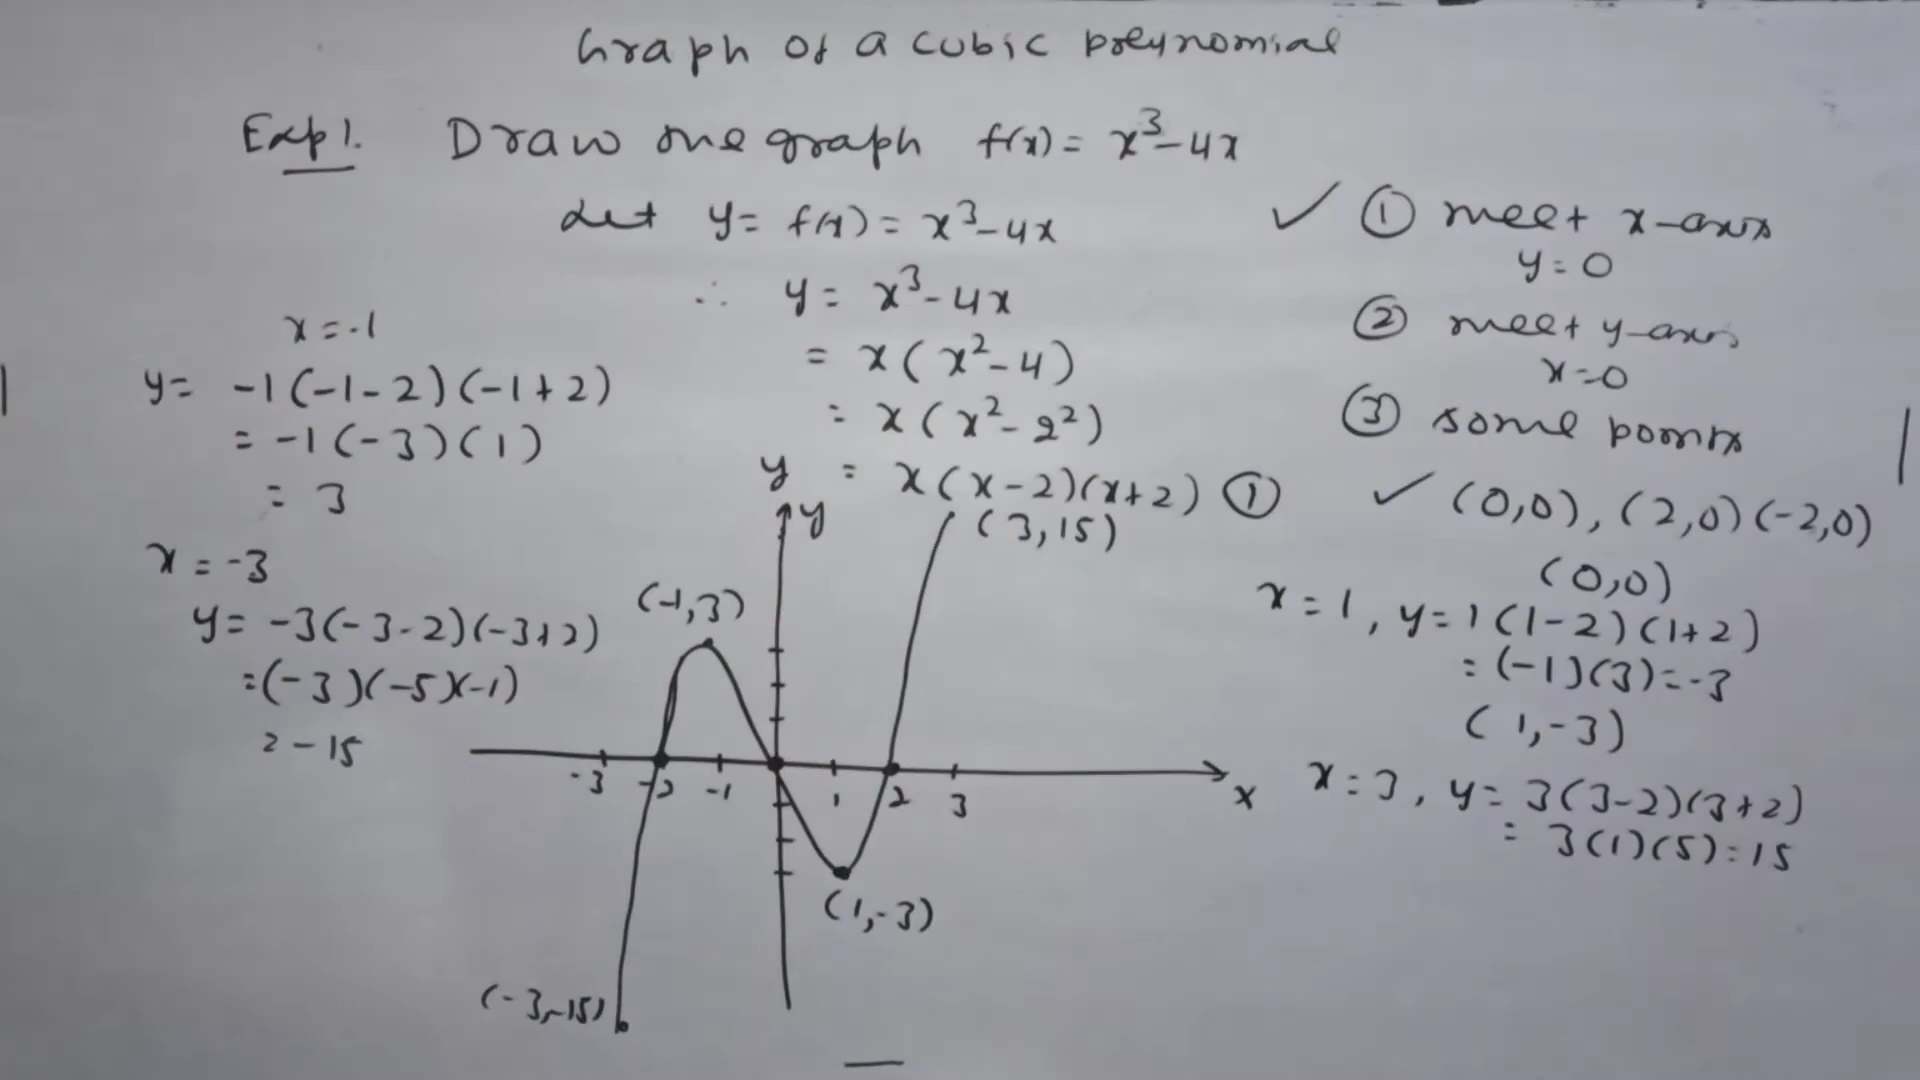 Graph of a cubic polynomial
Exp 1. Draw the graph f(x) = x³-4x
Let y = f(x) = x³-4x
∴ y = x³-4x
= x(x²-4)
= x(x²-2²)
y = x(x-2)(x+2) ①
✓ ① meet x-axis
y=0
② meet y-axis
x=0
③ some points
✓ (0,0), (2,0) (-2,0)
(0,0)
x=1, y=1(1-2)(1+2)
=(-1)(3)=-3
(1,-3)
x=3, y=3(3-2)(3+2)
= 3(1)(5)=15
x=-1
y= -1(-1-2)(-1+2)
= -1(-3)(1)
= 3
x=-3
y= -3(-3-2)(-3+2)
=(-3)(-5)(-1)
= -15
y
(3,15)
(-1,3)
-3 -2 -1 1 2 3 x
(1,-3)
(-3,-15)